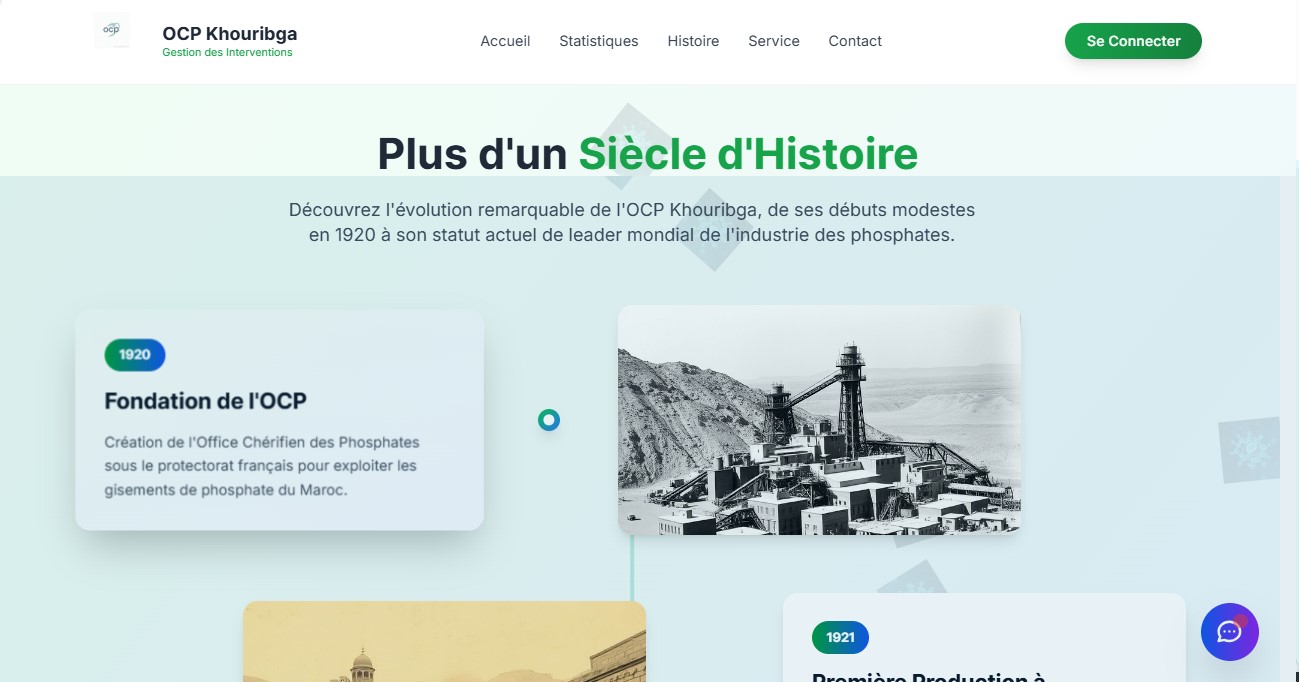 ocp
OCP Khouribga
Gestion des Interventions
Accueil
Statistiques
Histoire
Service
Contact
Se Connecter
Plus d'un Siècle d'Histoire
Découvrez l'évolution remarquable de l'OCP Khouribga, de ses débuts modestes
en 1920 à son statut actuel de leader mondial de l'industrie des phosphates.
1920
Fondation de l'OCP
Création de l'Office Chérifien des Phosphates
sous le protectorat français pour exploiter les
gisements de phosphate du Maroc.
1921
Première Production à